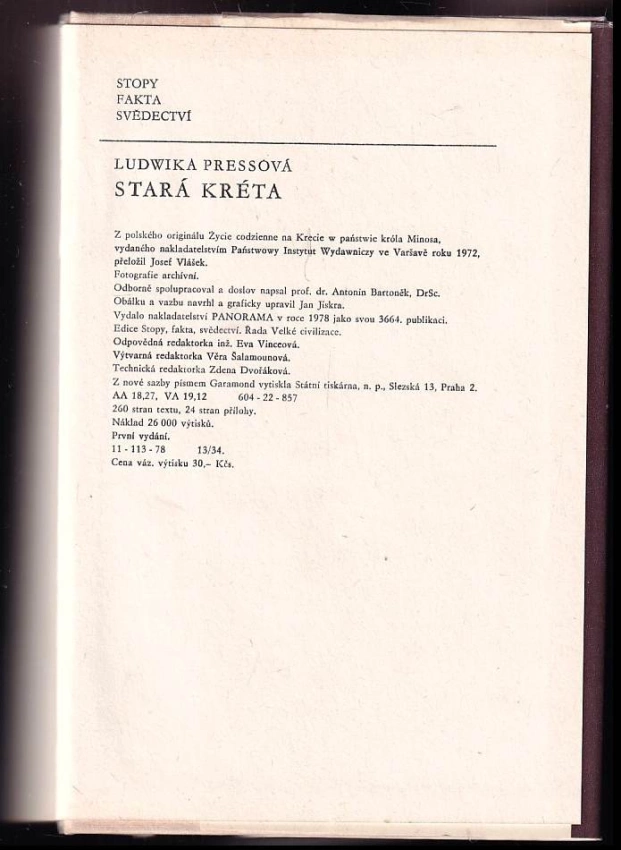 STOPY
FAKTA
SVĚDECTVÍ
LUDWIKA PRESSOVÁ
STARÁ KRÉTA
Z polského originálu Życie codzienne na Krecie w państwie króla Minosa,
vydaného nakladatelstvím Państwowy Instytut Wydawniczy ve Varšavě roku 1972,
přeložil Josef Vlášek.
Fotografie archívní.
Odborně spolupracoval a doslov napsal prof. dr. Antonín Bartoněk, DrSc.
Obálku a vazbu navrhl a graficky upravil Jan Jiskra.
Vydalo nakladatelství PANORAMA v roce 1978 jako svou 3664. publikaci.
Edice Stopy, fakta, svědectví. Řada Velké civilizace.
Odpovědná redaktorka inž. Eva Vinceová.
Výtvarná redaktorka Věra Šalamounová.
Technická redaktorka Zdena Dvořáková.
Z nové sazby písmem Garamond vytiskla Státní tiskárna, n. p., Slezská 13, Praha 2.
AA 18,27, VA 19,12 604 - 22 - 857
260 stran textu, 24 stran přílohy.
Náklad 26 000 výtisků.
První vydání.
11 - 113 - 78 13/34.
Cena váz. výtisku 30,– Kčs.